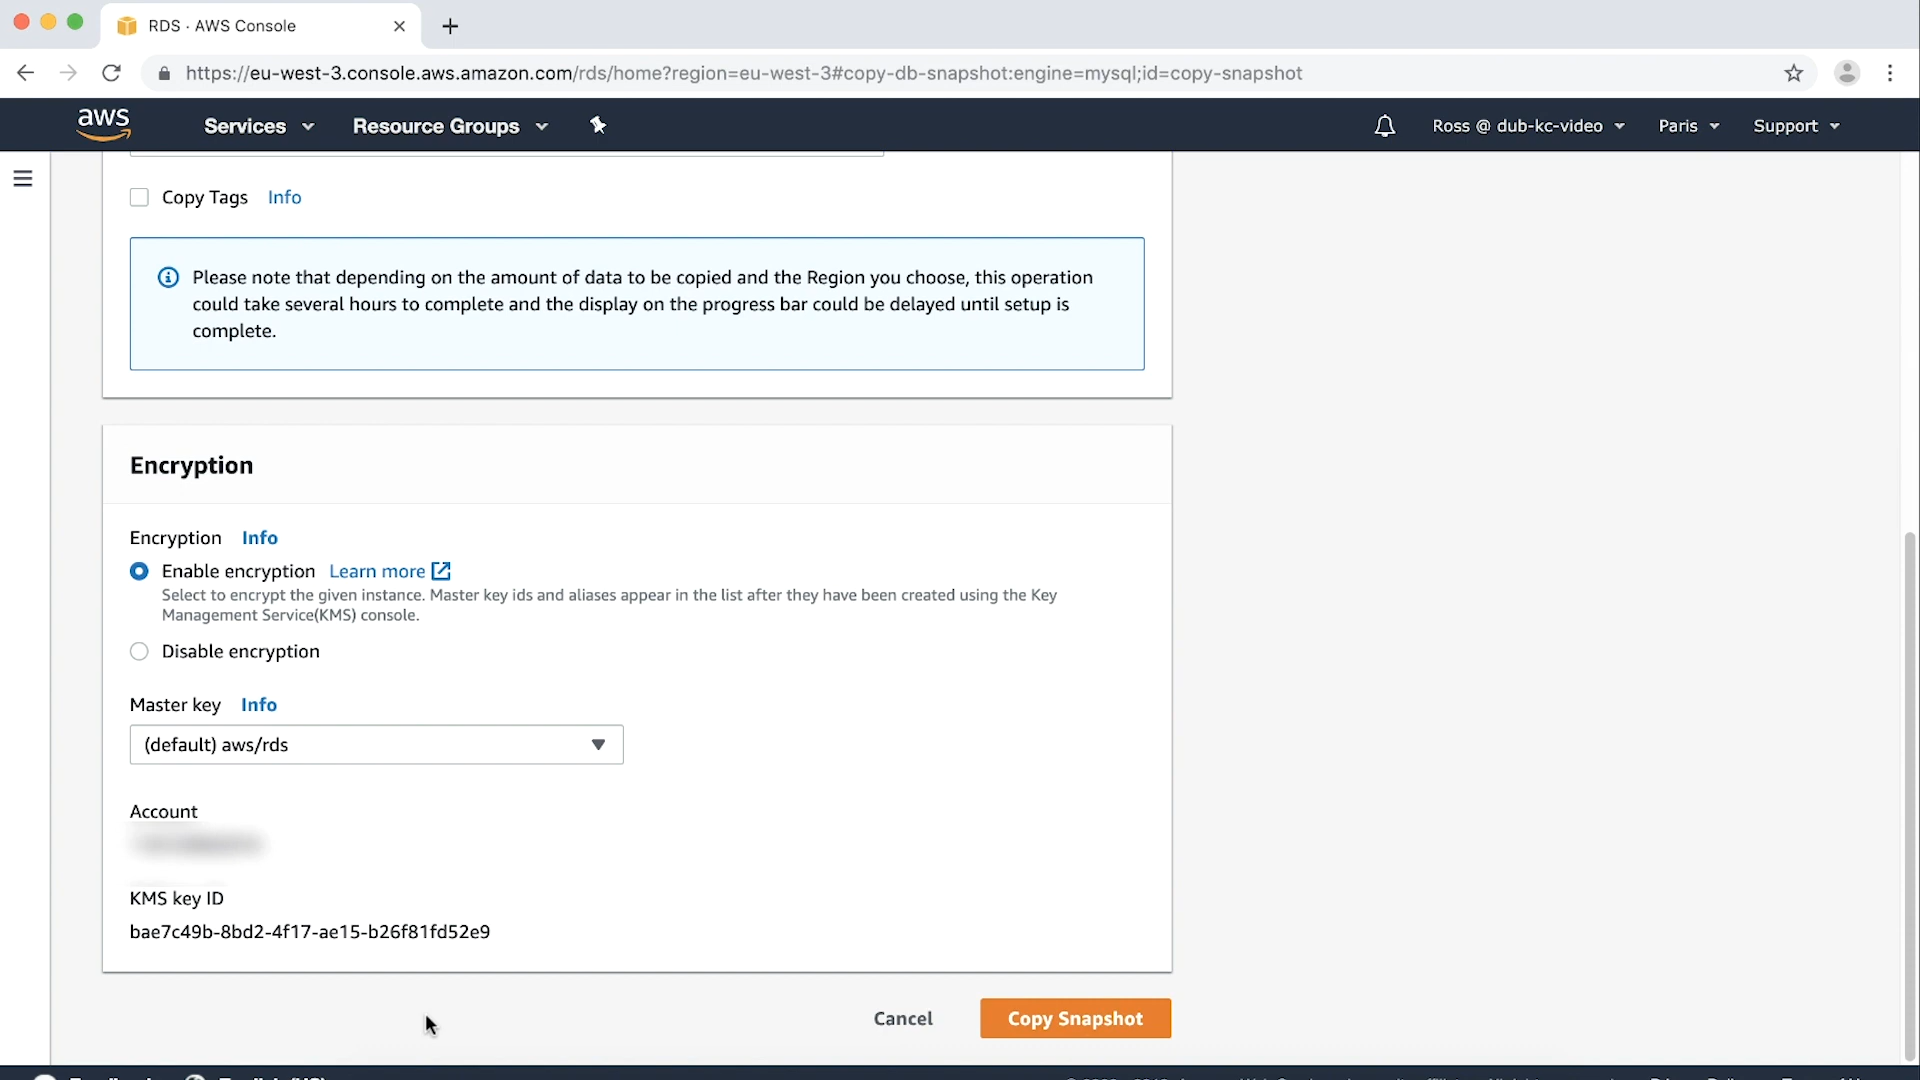 RDS · AWS Console
https://eu-west-3.console.aws.amazon.com/rds/home?region=eu-west-3#copy-db-snapshot:engine=mysql;id=copy-snapshot
aws Services Resource Groups Ross @ dub-kc-video Paris Support
Copy Tags Info
Please note that depending on the amount of data to be copied and the Region you choose, this operation
could take several hours to complete and the display on the progress bar could be delayed until setup is
complete.
Encryption
Encryption Info
Enable encryption Learn more
Select to encrypt the given instance. Master key ids and aliases appear in the list after they have been created using the Key
Management Service(KMS) console.
Disable encryption
Master key Info
(default) aws/rds
Account
KMS key ID
bae7c49b-8bd2-4f17-ae15-b26f81fd52e9
Cancel Copy Snapshot